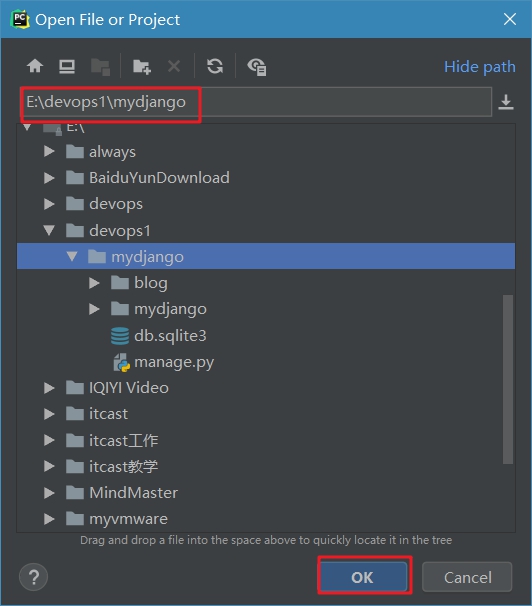 PC Open File or Project
Hide path
E:\devops1\mydjango
E:\
always
BaiduYunDownload
devops
devops1
mydjango
blog
mydjango
db.sqlite3
manage.py
IQIYI Video
itcast
itcast工作
itcast教学
MindMaster
myvmware
Drag and drop a file into the space above to quickly locate it in the tree
? OK Cancel